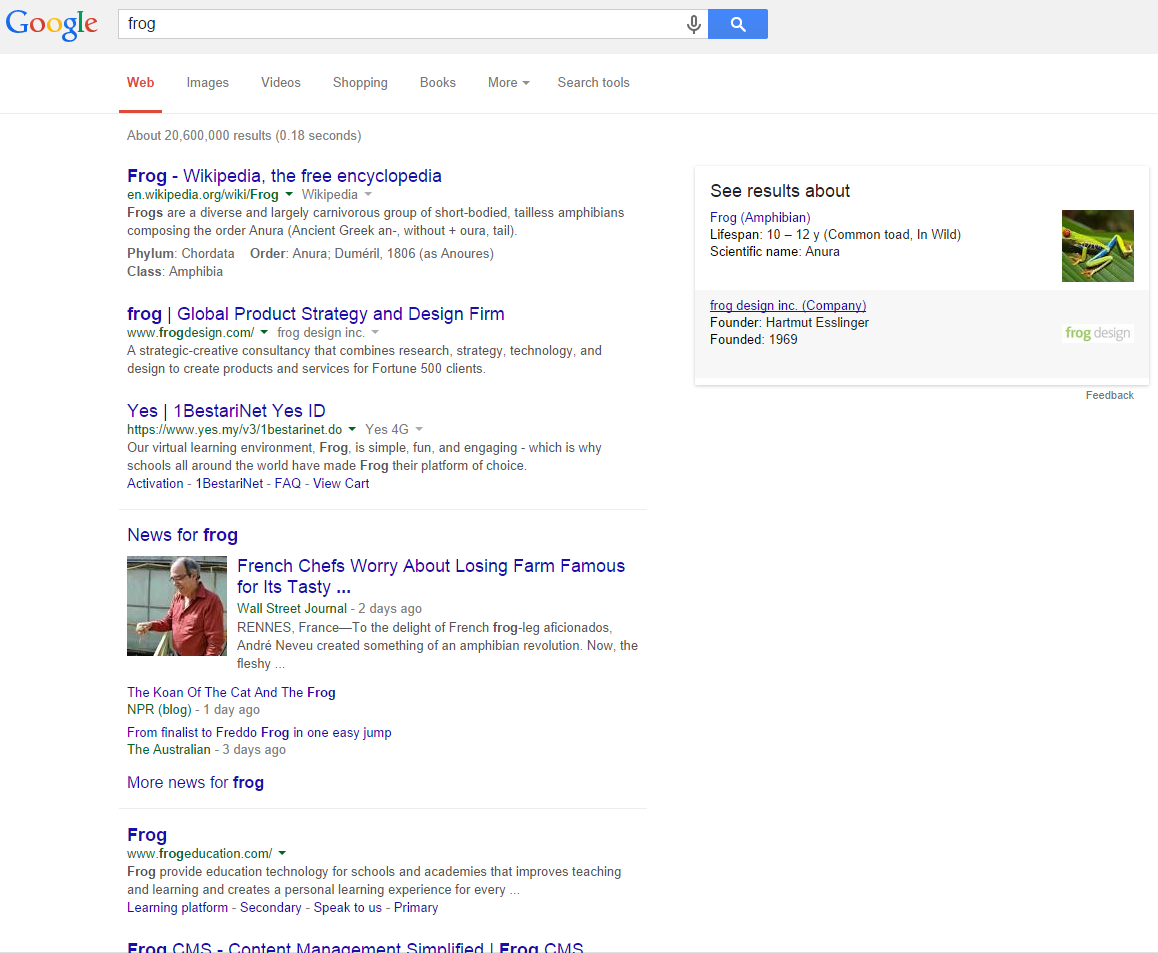 Google
frog
Web Images Videos Shopping Books More Search tools
About 20,600,000 results (0.18 seconds)
Frog - Wikipedia, the free encyclopedia
en.wikipedia.org/wiki/Frog Wikipedia
Frogs are a diverse and largely carnivorous group of short-bodied, tailless amphibians
composing the order Anura (Ancient Greek an-, without + oura, tail).
Phylum: Chordata Order: Anura; Duméril, 1806 (as Anoures)
Class: Amphibia
frog | Global Product Strategy and Design Firm
www.frogdesign.com/ frog design inc.
A strategic-creative consultancy that combines research, strategy, technology, and
design to create products and services for Fortune 500 clients.
Yes | 1BestariNet Yes ID
https://www.yes.my/v3/1bestarinet.do Yes 4G
Our virtual learning environment, Frog, is simple, fun, and engaging - which is why
schools all around the world have made Frog their platform of choice.
Activation - 1BestariNet - FAQ - View Cart
News for frog
French Chefs Worry About Losing Farm Famous
for Its Tasty ...
Wall Street Journal - 2 days ago
RENNES, France—To the delight of French frog-leg aficionados,
André Neveu created something of an amphibian revolution. Now, the
fleshy ...
The Koan Of The Cat And The Frog
NPR (blog) - 1 day ago
From finalist to Freddo Frog in one easy jump
The Australian - 3 days ago
More news for frog
Frog
www.frogeducation.com/
Frog provide education technology for schools and academies that improves teaching
and learning and creates a personal learning experience for every ...
Learning platform - Secondary - Speak to us - Primary
Frog CMS - Content Management Simplified | Frog CMS
See results about
Frog (Amphibian)
Lifespan: 10 – 12 y (Common toad, In Wild)
Scientific name: Anura
frog design inc. (Company)
Founder: Hartmut Esslinger
Founded: 1969
frog design
Feedback